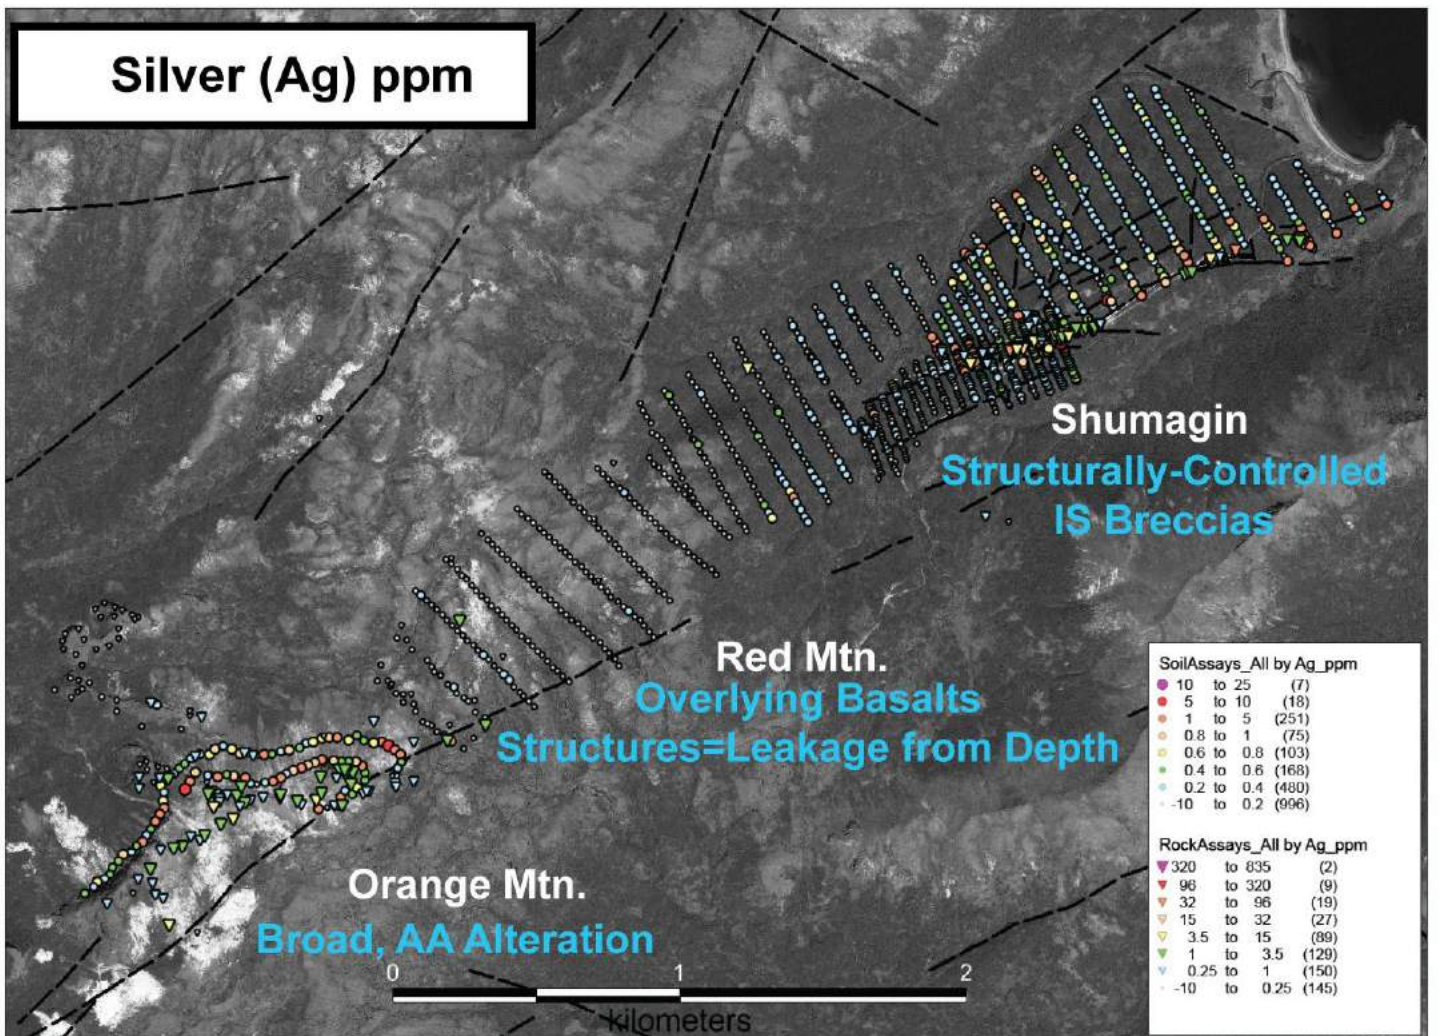 Silver (Ag) ppm
Shumagin
Structurally-Controlled
IS Breccias
Red Mtn.
Overlying Basalts
Structures=Leakage from Depth
Orange Mtn.
Broad, AA Alteration
0 1 2
kilometers
SoilAssays_All by Ag_ppm
10 to 25 (7)
5 to 10 (18)
1 to 5 (251)
0.8 to 1 (75)
0.6 to 0.8 (103)
0.4 to 0.6 (168)
0.2 to 0.4 (480)
-10 to 0.2 (996)
RockAssays_All by Ag_ppm
320 to 835 (2)
96 to 320 (9)
32 to 96 (19)
15 to 32 (27)
3.5 to 15 (89)
1 to 3.5 (129)
0.25 to 1 (150)
-10 to 0.25 (145)